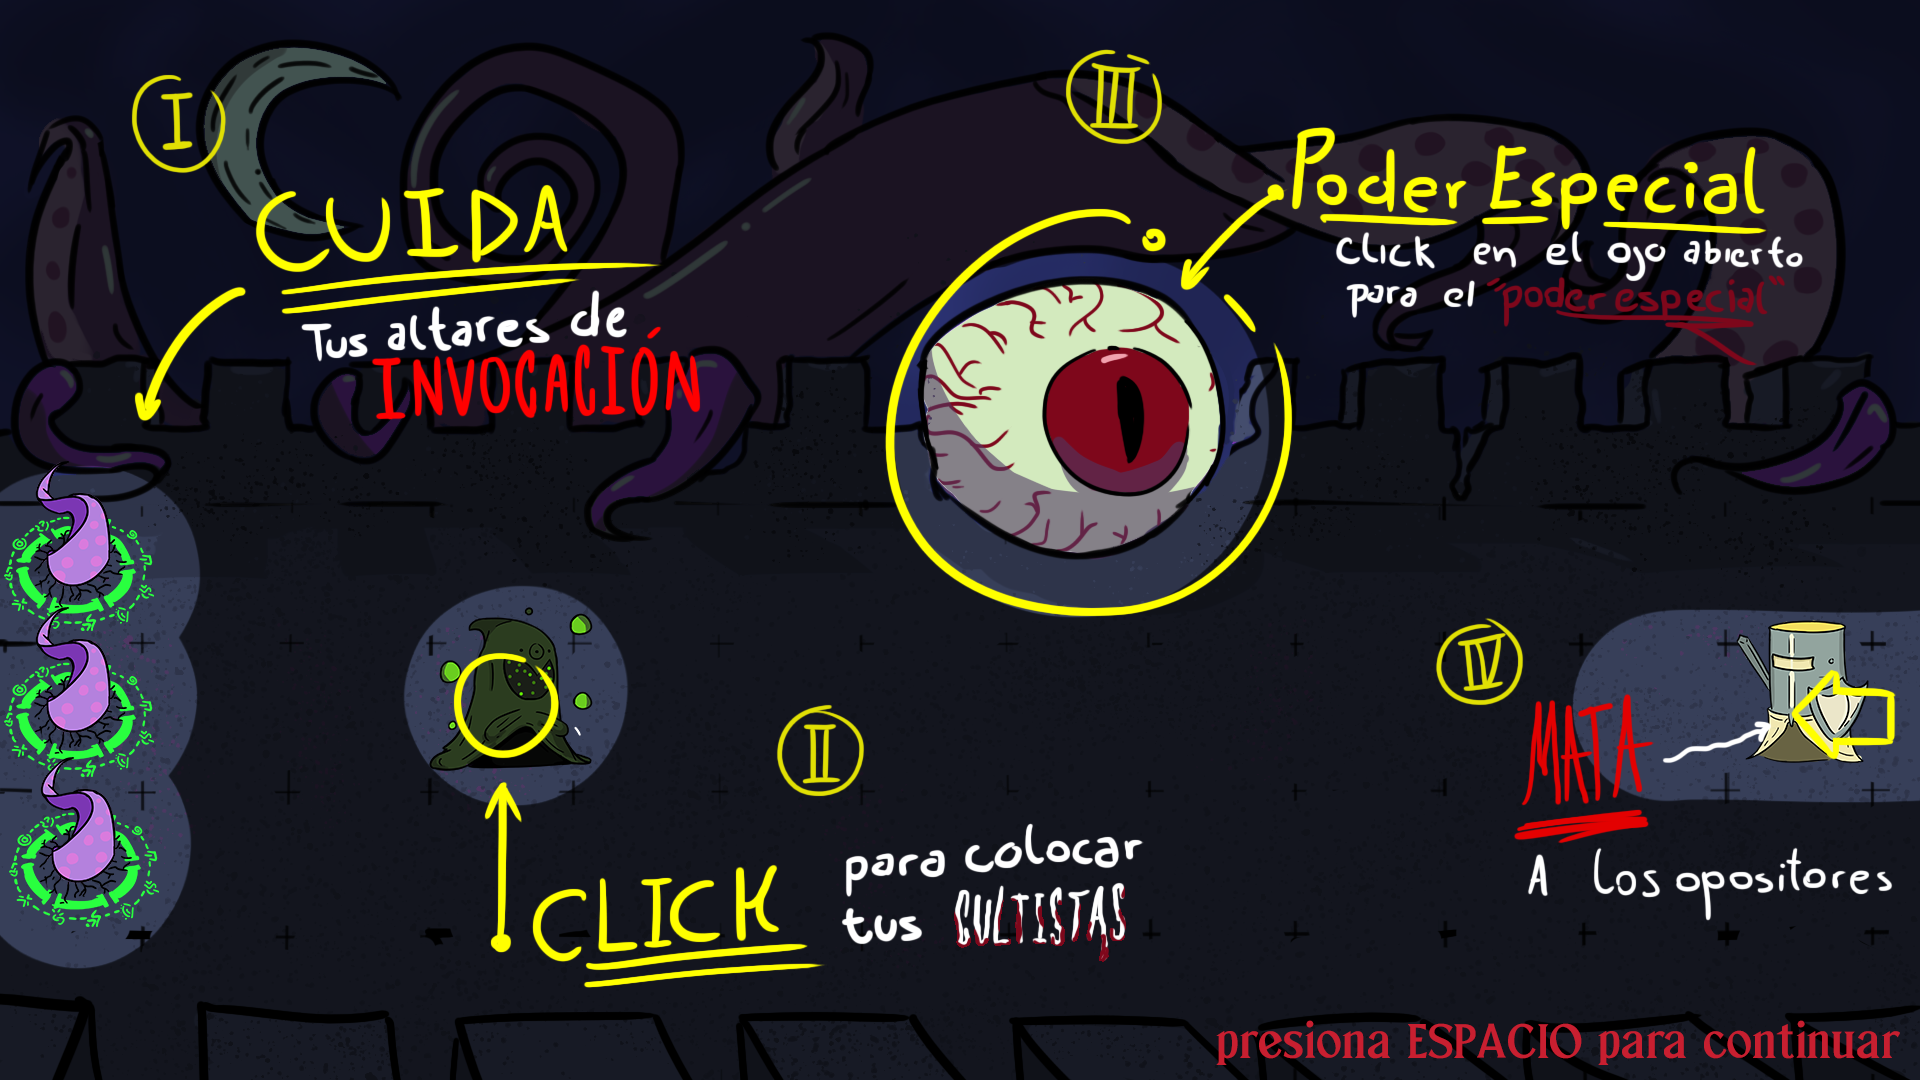 I
CUIDA
Tus altares de
INVOCACIÓN
II
CLICK
para colocar
tus CULTISTAS
III
Poder Especial
Click en el ojo abierto
para el "poder especial"
IV
MATA
A los opositores
presiona ESPACIO para continuar